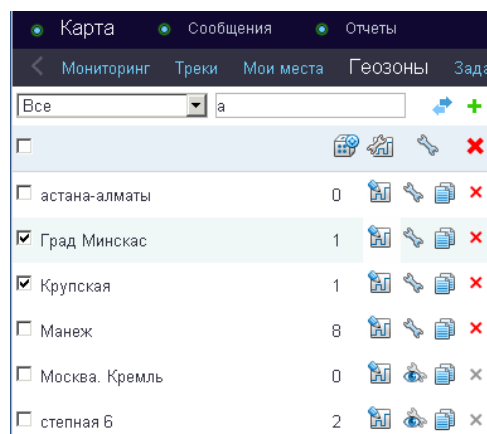 Карта Сообщения Отчеты
Мониторинг Треки Мои места Геозоны
Все а
астана-алматы 0
Град Минскас 1
Крупская 1
Манеж 8
Москва. Кремль 0
степная 6 2